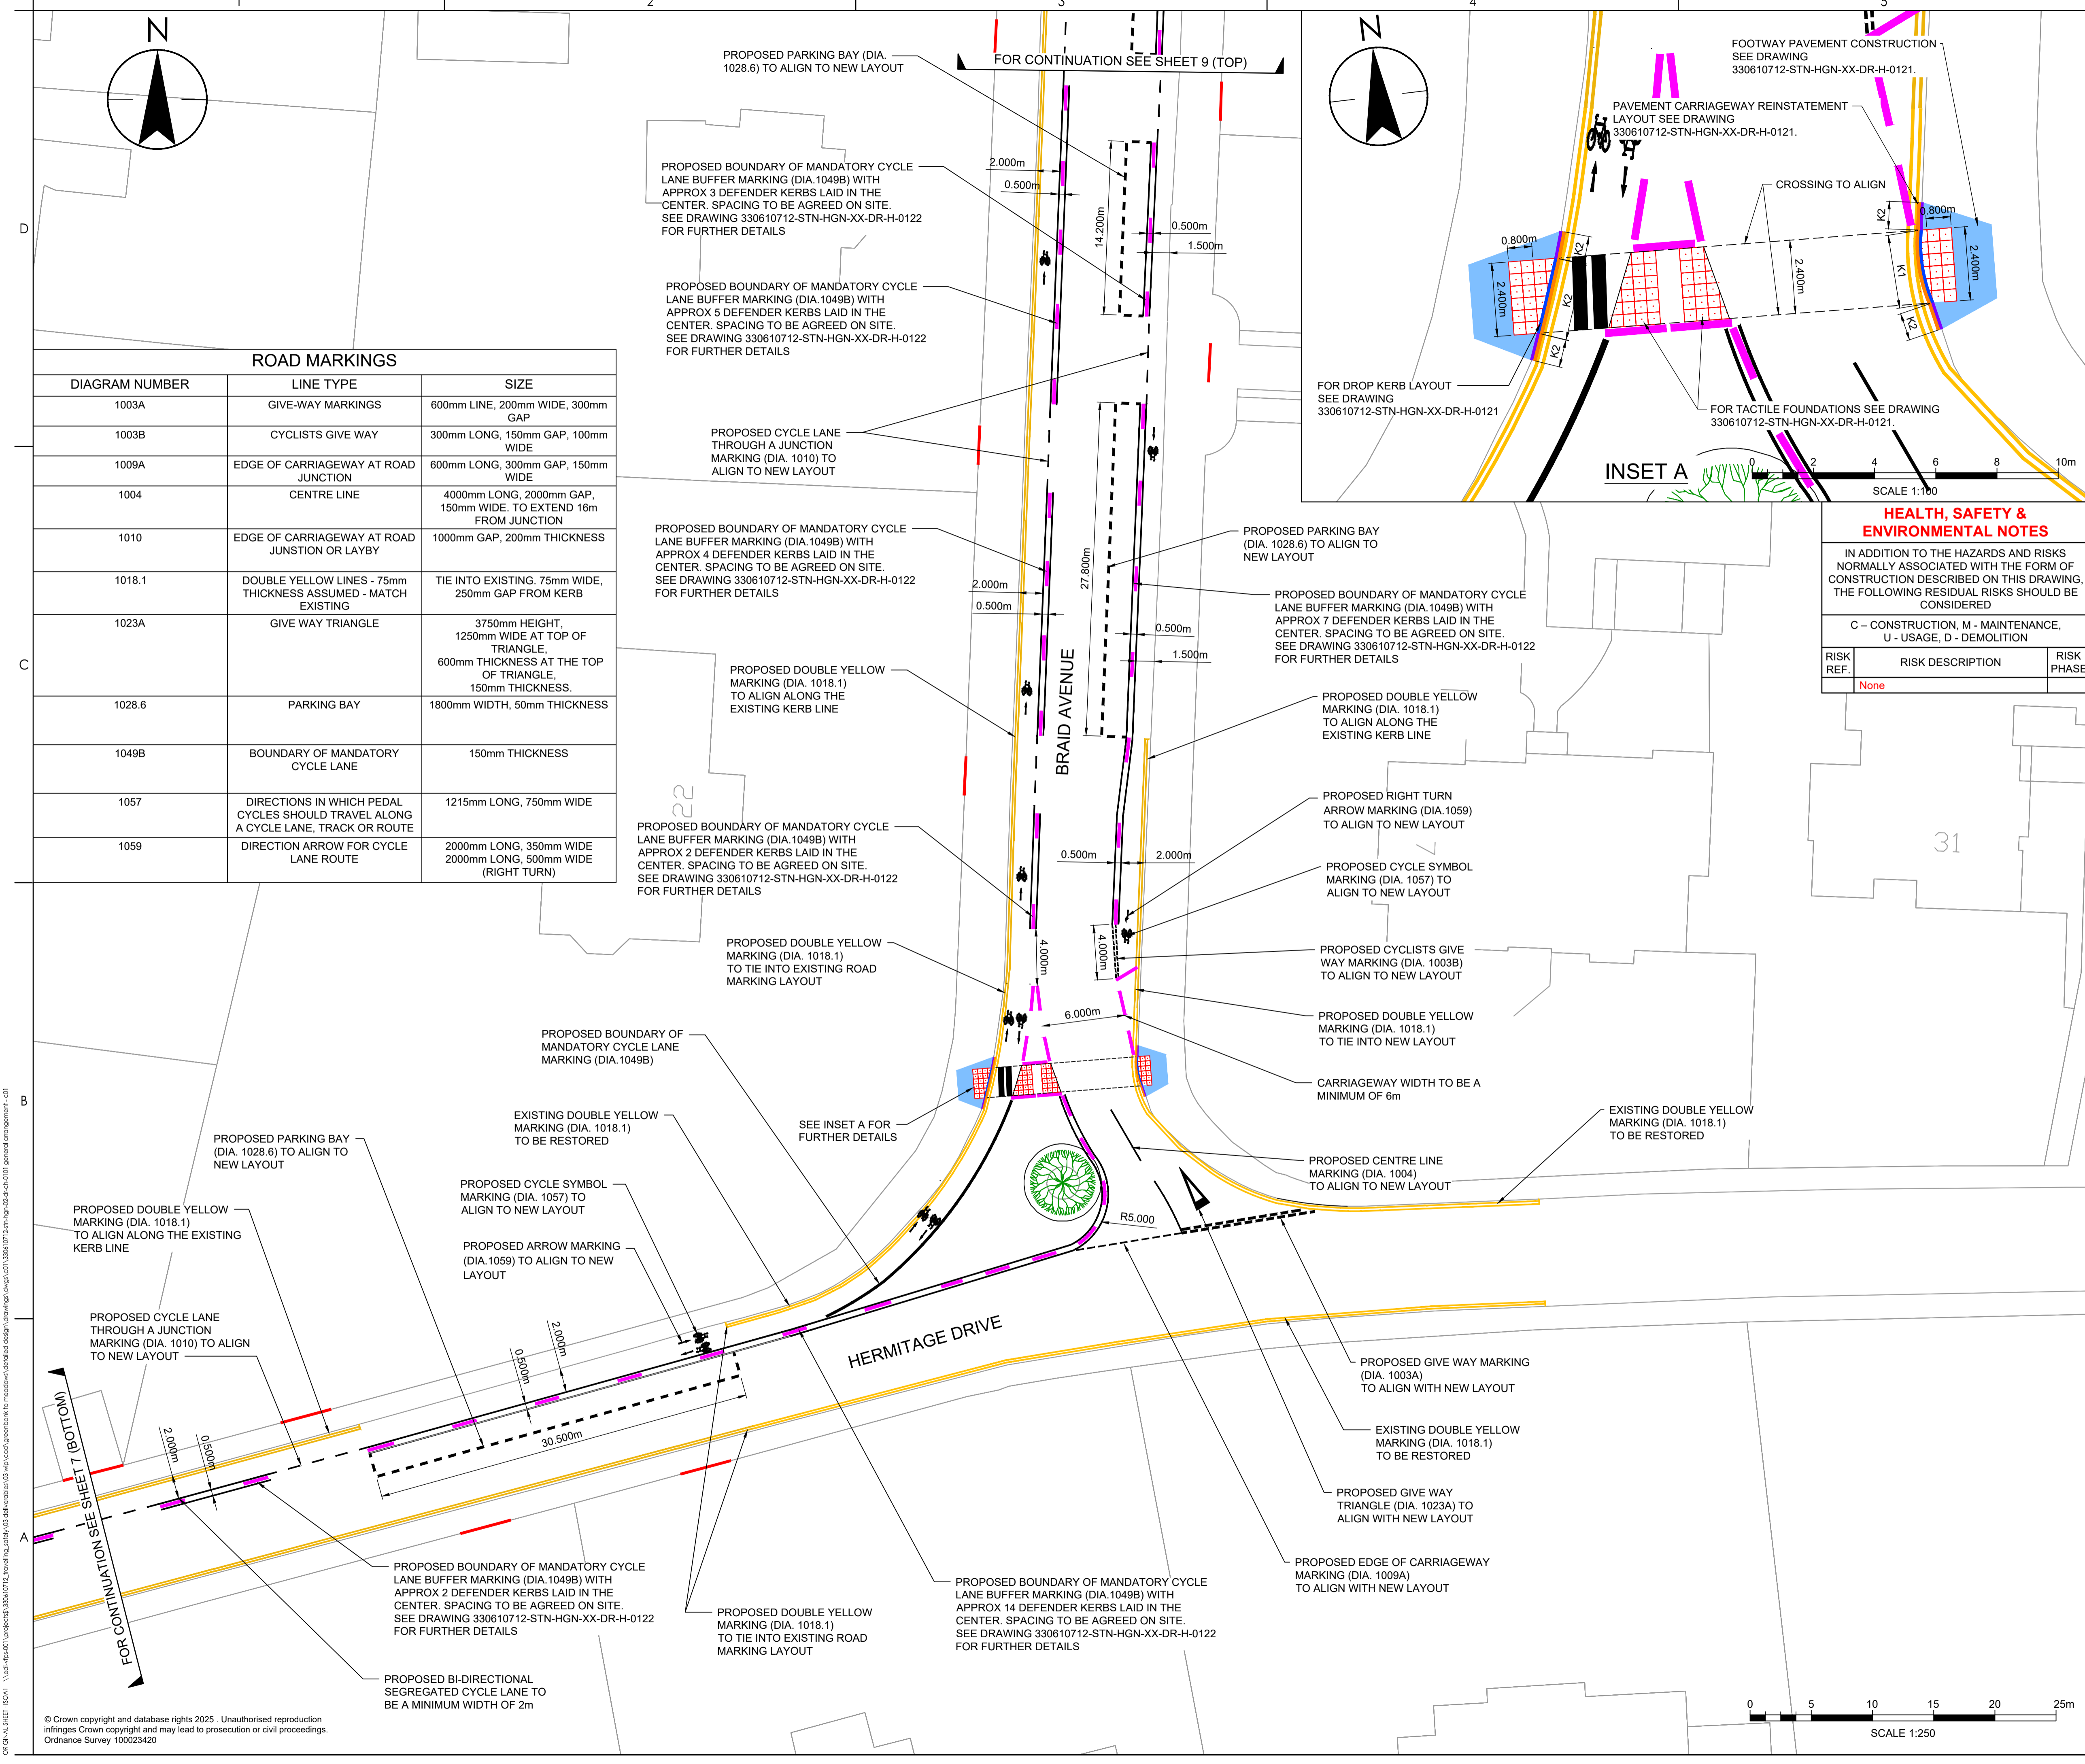 1
2
3
4
5
D
C
B
A
N
PROPOSED PARKING BAY (DIA.
1028.6) TO ALIGN TO NEW LAYOUT
FOR CONTINUATION SEE SHEET 9 (TOP)
PROPOSED BOUNDARY OF MANDATORY CYCLE
LANE BUFFER MARKING (DIA.1049B) WITH
APPROX 3 DEFENDER KERBS LAID IN THE
CENTER. SPACING TO BE AGREED ON SITE.
SEE DRAWING 330610712-STN-HGN-XX-DR-H-0122
FOR FURTHER DETAILS
2.000m
0.500m
14.200m
0.500m
1.500m
PROPOSED BOUNDARY OF MANDATORY CYCLE
LANE BUFFER MARKING (DIA.1049B) WITH
APPROX 5 DEFENDER KERBS LAID IN THE
CENTER. SPACING TO BE AGREED ON SITE.
SEE DRAWING 330610712-STN-HGN-XX-DR-H-0122
FOR FURTHER DETAILS
PROPOSED CYCLE LANE
THROUGH A JUNCTION
MARKING (DIA. 1010) TO
ALIGN TO NEW LAYOUT
PROPOSED BOUNDARY OF MANDATORY CYCLE
LANE BUFFER MARKING (DIA.1049B) WITH
APPROX 4 DEFENDER KERBS LAID IN THE
CENTER. SPACING TO BE AGREED ON SITE.
SEE DRAWING 330610712-STN-HGN-XX-DR-H-0122
FOR FURTHER DETAILS
2.000m
0.500m
27.800m
0.500m
1.500m
BRAID AVENUE
PROPOSED PARKING BAY
(DIA. 1028.6) TO ALIGN TO
NEW LAYOUT
PROPOSED BOUNDARY OF MANDATORY CYCLE
LANE BUFFER MARKING (DIA.1049B) WITH
APPROX 7 DEFENDER KERBS LAID IN THE
CENTER. SPACING TO BE AGREED ON SITE.
SEE DRAWING 330610712-STN-HGN-XX-DR-H-0122
FOR FURTHER DETAILS
PROPOSED DOUBLE YELLOW
MARKING (DIA. 1018.1)
TO ALIGN ALONG THE
EXISTING KERB LINE
PROPOSED DOUBLE YELLOW
MARKING (DIA. 1018.1)
TO ALIGN ALONG THE
EXISTING KERB LINE
22
7
31
PROPOSED RIGHT TURN
ARROW MARKING (DIA.1059)
TO ALIGN TO NEW LAYOUT
PROPOSED BOUNDARY OF MANDATORY CYCLE
LANE BUFFER MARKING (DIA.1049B) WITH
APPROX 2 DEFENDER KERBS LAID IN THE
CENTER. SPACING TO BE AGREED ON SITE.
SEE DRAWING 330610712-STN-HGN-XX-DR-H-0122
FOR FURTHER DETAILS
0.500m
2.000m
PROPOSED CYCLE SYMBOL
MARKING (DIA. 1057) TO
ALIGN TO NEW LAYOUT
PROPOSED DOUBLE YELLOW
MARKING (DIA. 1018.1)
TO TIE INTO EXISTING ROAD
MARKING LAYOUT
4.000m
4.000m
PROPOSED CYCLISTS GIVE
WAY MARKING (DIA. 1003B)
TO ALIGN TO NEW LAYOUT
6.000m
PROPOSED DOUBLE YELLOW
MARKING (DIA. 1018.1)
TO TIE INTO NEW LAYOUT
CARRIAGEWAY WIDTH TO BE A
MINIMUM OF 6m
PROPOSED BOUNDARY OF
MANDATORY CYCLE LANE
MARKING (DIA.1049B)
EXISTING DOUBLE YELLOW
MARKING (DIA. 1018.1)
TO BE RESTORED
SEE INSET A FOR
FURTHER DETAILS
EXISTING DOUBLE YELLOW
MARKING (DIA. 1018.1)
TO BE RESTORED
PROPOSED CENTRE LINE
MARKING (DIA. 1004)
TO ALIGN TO NEW LAYOUT
R5.000
PROPOSED PARKING BAY
(DIA. 1028.6) TO ALIGN TO
NEW LAYOUT
PROPOSED CYCLE SYMBOL
MARKING (DIA. 1057) TO
ALIGN TO NEW LAYOUT
PROPOSED DOUBLE YELLOW
MARKING (DIA. 1018.1)
TO ALIGN ALONG THE EXISTING
KERB LINE
PROPOSED ARROW MARKING
(DIA.1059) TO ALIGN TO NEW
LAYOUT
PROPOSED CYCLE LANE
THROUGH A JUNCTION
MARKING (DIA. 1010) TO ALIGN
TO NEW LAYOUT
0.500m
2.000m
HERMITAGE DRIVE
30.500m
2.000m
0.500m
FOR CONTINUATION SEE SHEET 7 (BOTTOM)
PROPOSED GIVE WAY MARKING
(DIA. 1003A)
TO ALIGN WITH NEW LAYOUT
EXISTING DOUBLE YELLOW
MARKING (DIA. 1018.1)
TO BE RESTORED
PROPOSED GIVE WAY
TRIANGLE (DIA. 1023A) TO
ALIGN WITH NEW LAYOUT
PROPOSED EDGE OF CARRIAGEWAY
MARKING (DIA. 1009A)
TO ALIGN WITH NEW LAYOUT
PROPOSED BOUNDARY OF MANDATORY CYCLE
LANE BUFFER MARKING (DIA.1049B) WITH
APPROX 2 DEFENDER KERBS LAID IN THE
CENTER. SPACING TO BE AGREED ON SITE.
SEE DRAWING 330610712-STN-HGN-XX-DR-H-0122
FOR FURTHER DETAILS
PROPOSED DOUBLE YELLOW
MARKING (DIA. 1018.1)
TO TIE INTO EXISTING ROAD
MARKING LAYOUT
PROPOSED BOUNDARY OF MANDATORY CYCLE
LANE BUFFER MARKING (DIA.1049B) WITH
APPROX 14 DEFENDER KERBS LAID IN THE
CENTER. SPACING TO BE AGREED ON SITE.
SEE DRAWING 330610712-STN-HGN-XX-DR-H-0122
FOR FURTHER DETAILS
PROPOSED BI-DIRECTIONAL
SEGREGATED CYCLE LANE TO
BE A MINIMUM WIDTH OF 2m
© Crown copyright and database rights 2025 . Unauthorised reproduction
infringes Crown copyright and may lead to prosecution or civil proceedings.
Ordnance Survey 100023420
0 5 10 15 20 25m
SCALE 1:250
ROAD MARKINGS
DIAGRAM NUMBER LINE TYPE SIZE
1003A GIVE-WAY MARKINGS 600mm LINE, 200mm WIDE, 300mm
GAP
1003B CYCLISTS GIVE WAY 300mm LONG, 150mm GAP, 100mm
WIDE
1009A EDGE OF CARRIAGEWAY AT ROAD 600mm LONG, 300mm GAP, 150mm
JUNCTION WIDE
1004 CENTRE LINE 4000mm LONG, 2000mm GAP,
150mm WIDE. TO EXTEND 16m
FROM JUNCTION
1010 EDGE OF CARRIAGEWAY AT ROAD 1000mm GAP, 200mm THICKNESS
JUNSTION OR LAYBY
1018.1 DOUBLE YELLOW LINES - 75mm TIE INTO EXISTING. 75mm WIDE,
THICKNESS ASSUMED - MATCH 250mm GAP FROM KERB
EXISTING
1023A GIVE WAY TRIANGLE 3750mm HEIGHT,
1250mm WIDE AT TOP OF
TRIANGLE,
600mm THICKNESS AT THE TOP
OF TRIANGLE,
150mm THICKNESS.
1028.6 PARKING BAY 1800mm WIDTH, 50mm THICKNESS
1049B BOUNDARY OF MANDATORY 150mm THICKNESS
CYCLE LANE
1057 DIRECTIONS IN WHICH PEDAL 1215mm LONG, 750mm WIDE
CYCLES SHOULD TRAVEL ALONG
A CYCLE LANE, TRACK OR ROUTE
1059 DIRECTION ARROW FOR CYCLE 2000mm LONG, 350mm WIDE
LANE ROUTE 2000mm LONG, 500mm WIDE
(RIGHT TURN)
N
FOOTWAY PAVEMENT CONSTRUCTION
SEE DRAWING
330610712-STN-HGN-XX-DR-H-0121.
PAVEMENT CARRIAGEWAY REINSTATEMENT
LAYOUT SEE DRAWING
330610712-STN-HGN-XX-DR-H-0121.
CROSSING TO ALIGN
0.800m
2.400m
K2
K2
K2
2.400m
K2
0.800m
K1
2.400m
K2
FOR DROP KERB LAYOUT
SEE DRAWING
330610712-STN-HGN-XX-DR-H-0121
FOR TACTILE FOUNDATIONS SEE DRAWING
330610712-STN-HGN-XX-DR-H-0121.
INSET A
0 2 4 6 8 10m
SCALE 1:100
HEALTH, SAFETY &
ENVIRONMENTAL NOTES
IN ADDITION TO THE HAZARDS AND RISKS
NORMALLY ASSOCIATED WITH THE FORM OF
CONSTRUCTION DESCRIBED ON THIS DRAWING,
THE FOLLOWING RESIDUAL RISKS SHOULD BE
CONSIDERED
C – CONSTRUCTION, M - MAINTENANCE,
U - USAGE, D - DEMOLITION
RISK
REF. RISK DESCRIPTION RISK
PHASE
None
ORIGINAL SHEET - ISO A1